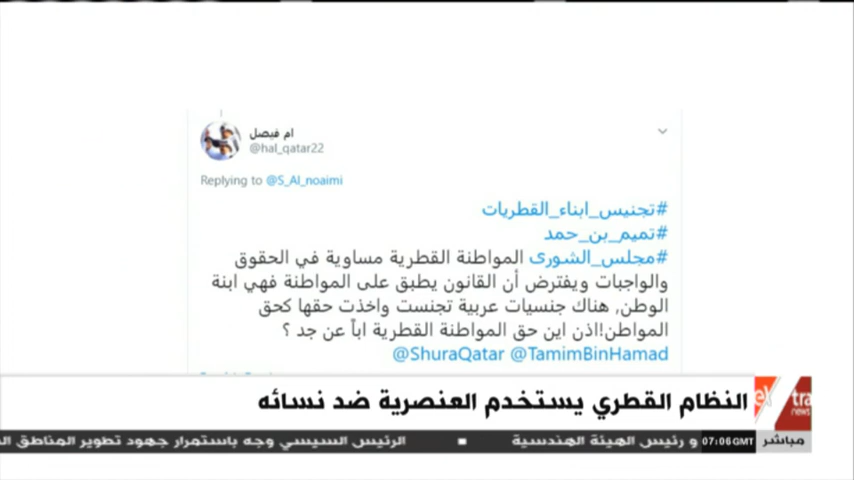 ام فيصل
@hal_qatar22
Replying to @S_Al_noaimi
#تجنيس_ابناء_القطريات
#تميم_بن_حمد
#مجلس_الشورى المواطنة القطرية مساوية في الحقوق
والواجبات ويفترض أن القانون يطبق على المواطنة فهي ابنة
الوطن, هناك جنسيات عربية تجنست واخذت حقها كحق
المواطن!!اذن اين حق المواطنة القطرية اباً عن جد ؟
@ShuraQatar @TamimBinHamad
النظام القطري يستخدم العنصرية ضد نسائه
extra
news
مباشر
07:06 GMT
و رئيس الهيئة الهندسية ■ الرئيس السيسي وجه باستمرار جهود تطوير المناطق